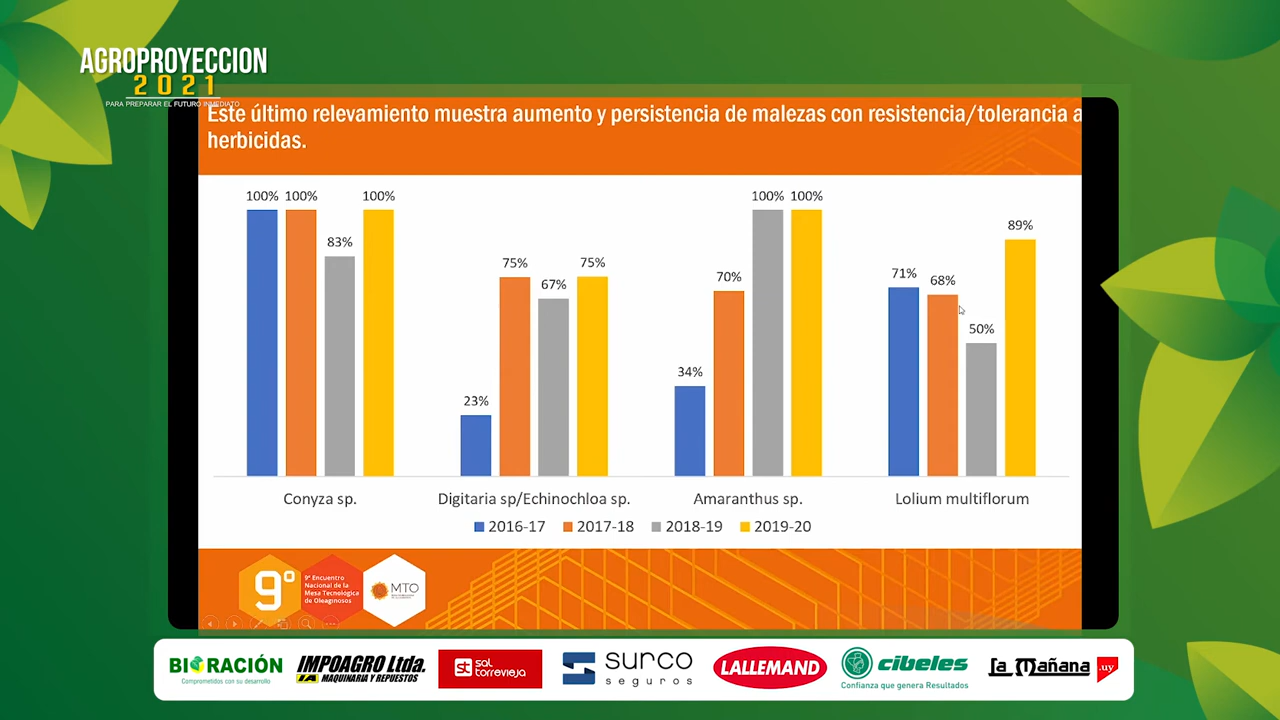 AGROPROYECCION
2021
PARA PREPARAR EL FUTURO INMEDIATO
Este último relevamiento muestra aumento y persistencia de malezas con resistencia/tolerancia a
herbicidas.
100% 100% 83% 100%
23% 75% 67% 75%
34% 70% 100% 100%
71% 68% 50% 89%
Conyza sp. Digitaria sp/Echinochloa sp. Amaranthus sp. Lolium multiflorum
2016-17 2017-18 2018-19 2019-20
9º
9º Encuentro
Nacional de la
Mesa Tecnológica
de Oleaginosos
MTO
BIORACIÓN
Comprometidos con su desarrollo
IMPOAGRO Ltda.
IA MAQUINARIA Y REPUESTOS
st sal
torrevieja
surco
seguros
LALLEMAND
cibeles
Confianza que genera Resultados
La Mañana .uy